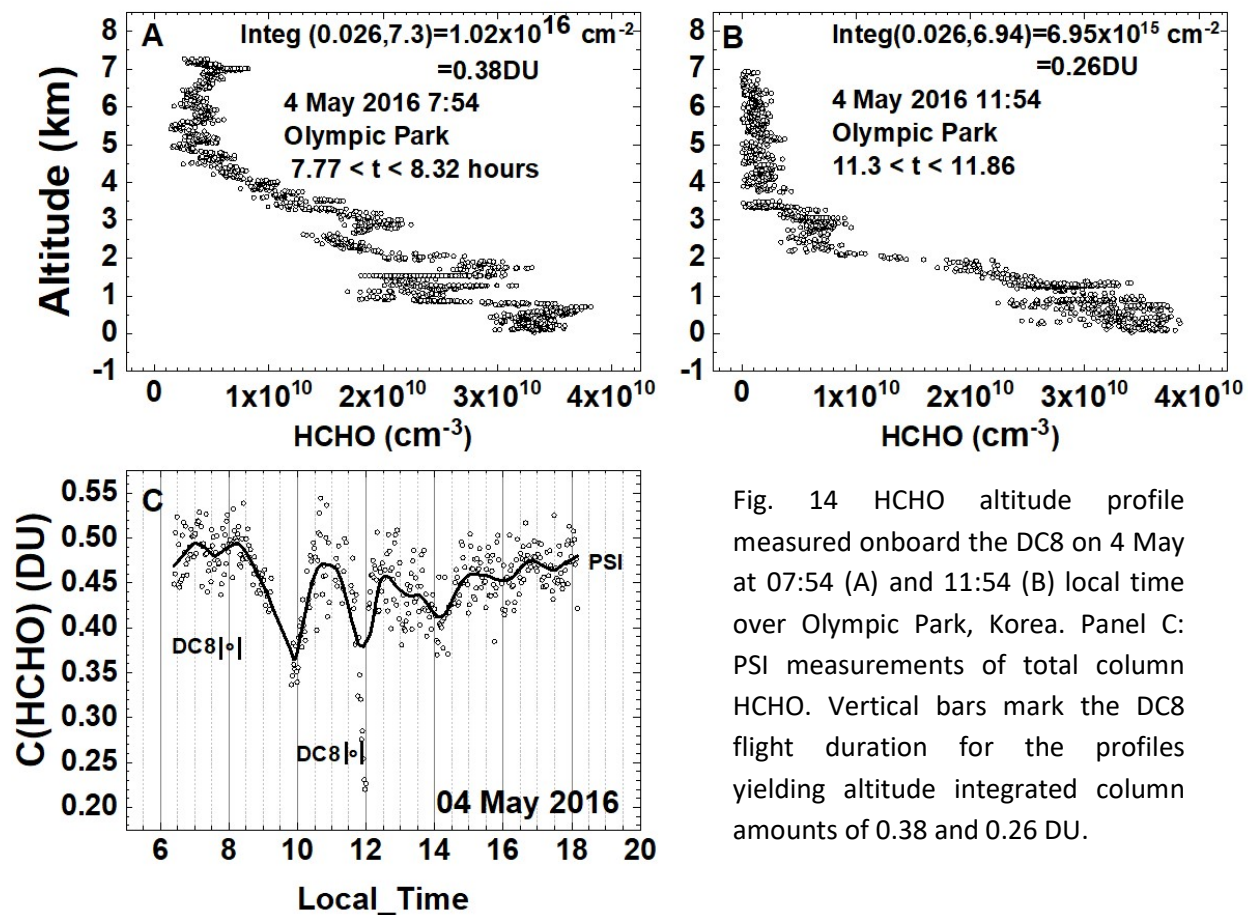 A
Integ (0.026,7.3)=1.02x10^16 cm^-2
=0.38DU
4 May 2016 7:54
Olympic Park
7.77 < t < 8.32 hours
Altitude (km)
8
7
6
5
4
3
2
1
0
-1
0 1x10^10 2x10^10 3x10^10 4x10^10
HCHO (cm^-3)
B
Integ(0.026,6.94)=6.95x10^15 cm^-2
=0.26DU
4 May 2016 11:54
Olympic Park
11.3 < t < 11.86
8
7
6
5
4
3
2
1
0
-1
0 1x10^10 2x10^10 3x10^10 4x10^10
HCHO (cm^-3)
C
C(HCHO) (DU)
0.55
0.50
0.45
0.40
0.35
0.30
0.25
0.20
PSI
DC8
DC8
04 May 2016
6 8 10 12 14 16 18 20
Local_Time
Fig. 14 HCHO altitude profile
measured onboard the DC8 on 4 May
at 07:54 (A) and 11:54 (B) local time
over Olympic Park, Korea. Panel C:
PSI measurements of total column
HCHO. Vertical bars mark the DC8
flight duration for the profiles
yielding altitude integrated column
amounts of 0.38 and 0.26 DU.